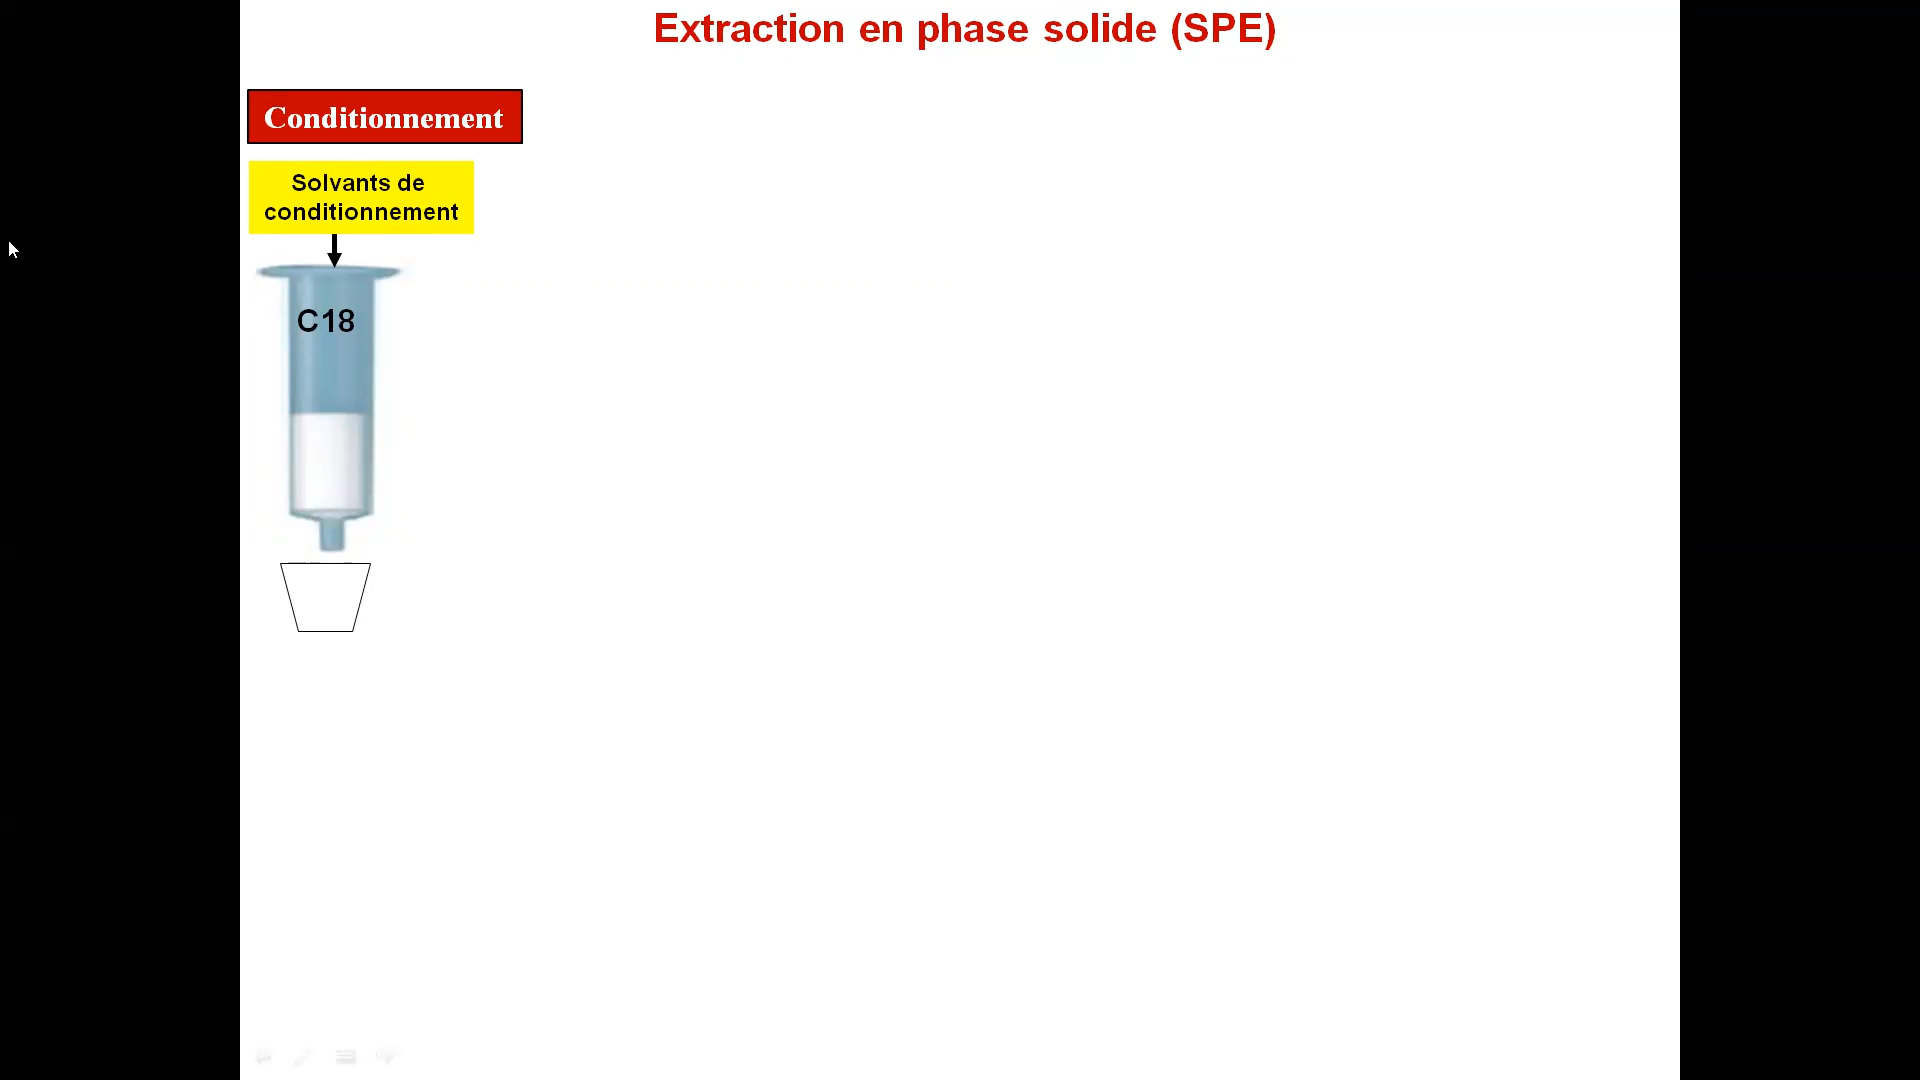 Extraction en phase solide (SPE)
Conditionnement
Solvants de
conditionnement
C18